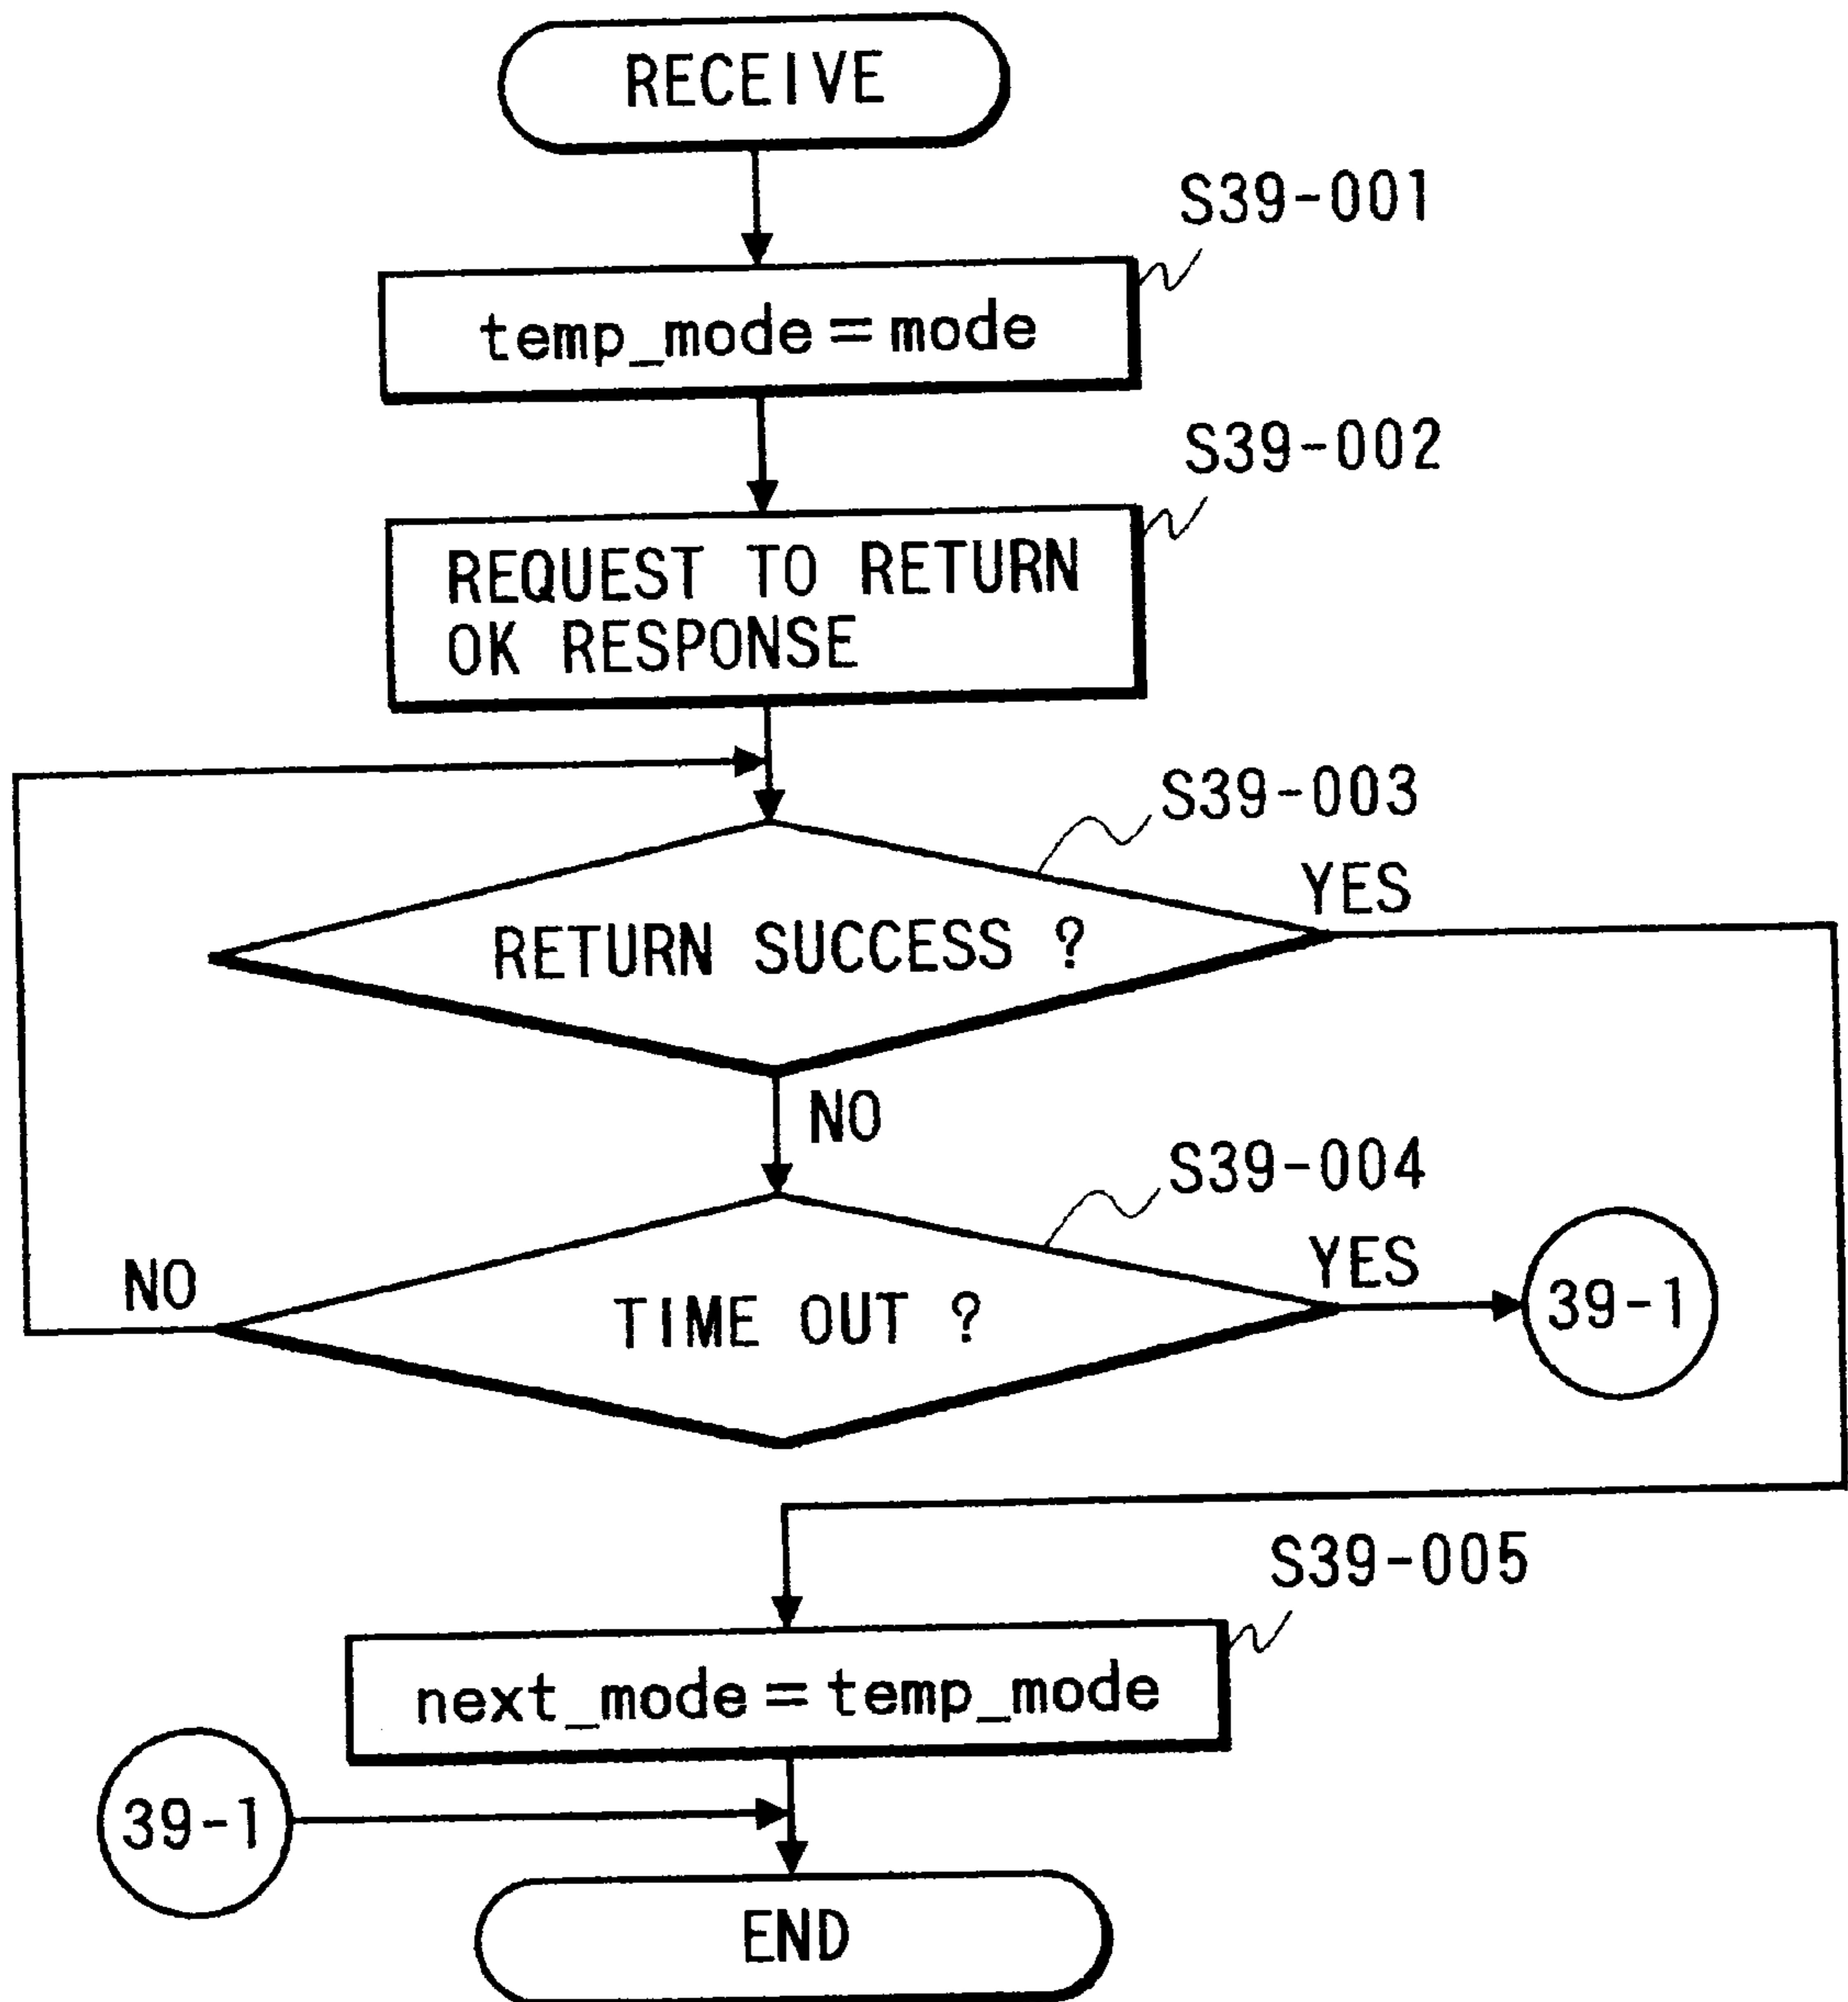 RECEIVE
S39-001
temp_mode = mode
S39-002
REQUEST TO RETURN
OK RESPONSE
S39-003
YES
RETURN SUCCESS ?
NO
S39-004
YES
NO
TIME OUT ?
39-1
S39-005
next_mode = temp_mode
39-1
END